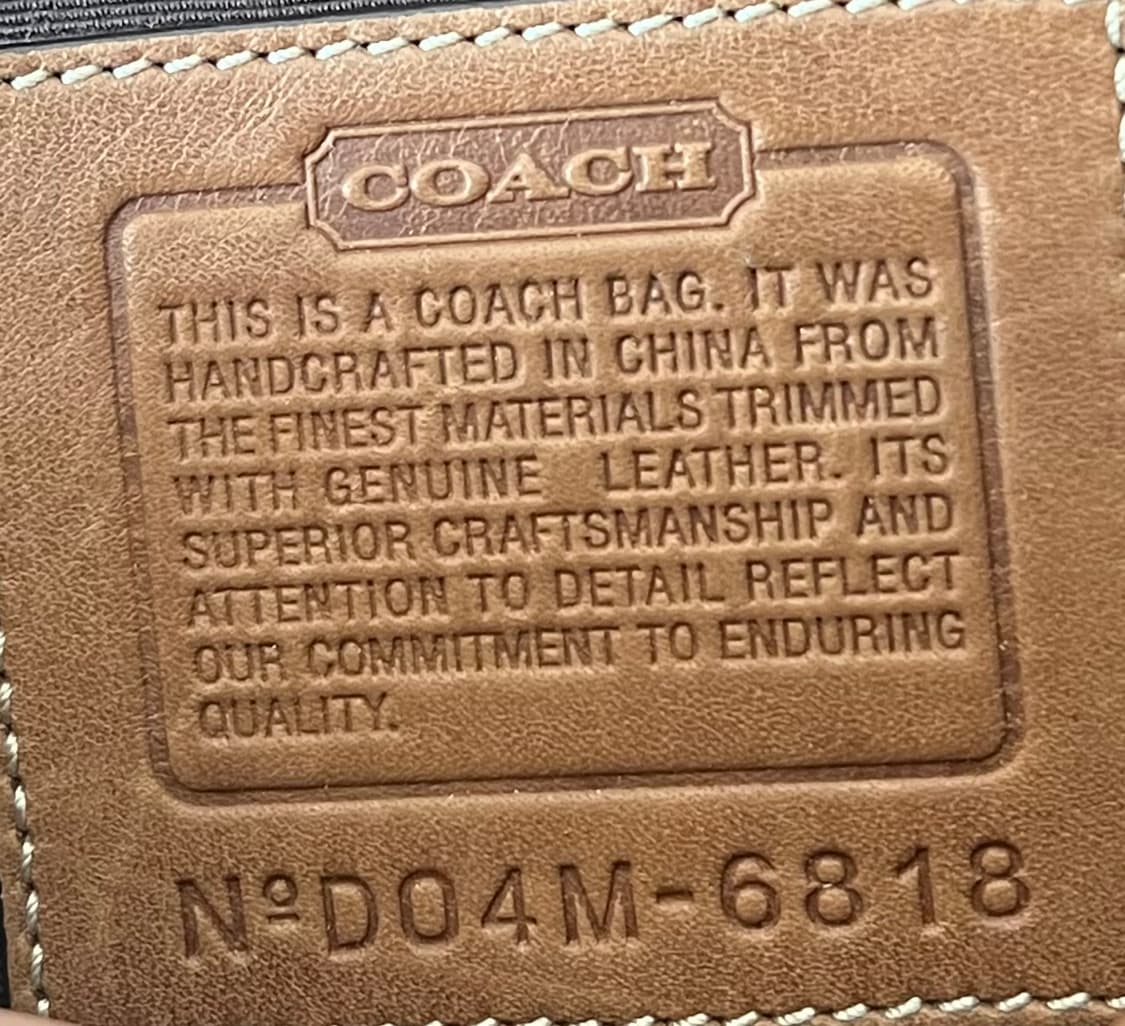 COACH
THIS IS A COACH BAG. IT WAS
HANDCRAFTED IN CHINA FROM
THE FINEST MATERIALS TRIMMED
WITH GENUINE LEATHER. ITS
SUPERIOR CRAFTSMANSHIP AND
ATTENTION TO DETAIL REFLECT
OUR COMMITMENT TO ENDURING
QUALITY.
NºD04M-6818